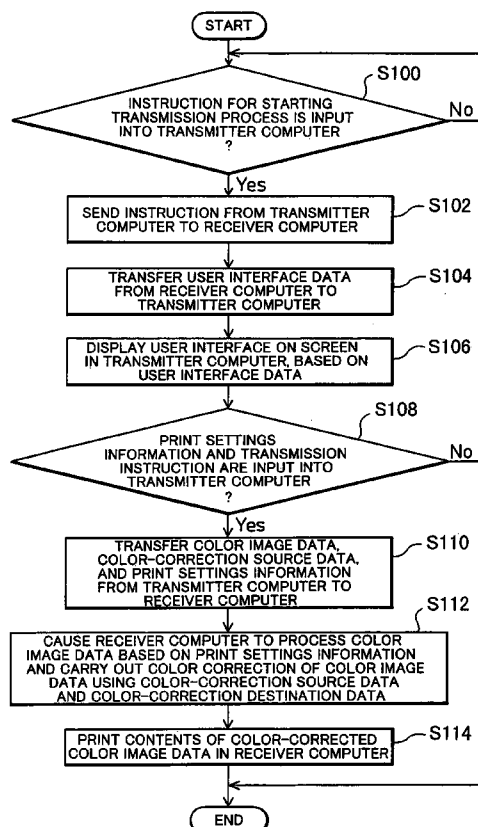 START
S100
INSTRUCTION FOR STARTING
TRANSMISSION PROCESS IS INPUT
INTO TRANSMITTER COMPUTER
?
No
Yes
S102
SEND INSTRUCTION FROM TRANSMITTER
COMPUTER TO RECEIVER COMPUTER
S104
TRANSFER USER INTERFACE DATA
FROM RECEIVER COMPUTER TO
TRANSMITTER COMPUTER
S106
DISPLAY USER INTERFACE ON SCREEN
IN TRANSMITTER COMPUTER, BASED ON
USER INTERFACE DATA
S108
PRINT SETTINGS
INFORMATION AND TRANSMISSION
INSTRUCTION ARE INPUT INTO
TRANSMITTER COMPUTER
?
No
Yes
S110
TRANSFER COLOR IMAGE DATA,
COLOR-CORRECTION SOURCE DATA,
AND PRINT SETTINGS INFORMATION
FROM TRANSMITTER COMPUTER TO
RECEIVER COMPUTER
S112
CAUSE RECEIVER COMPUTER TO PROCESS COLOR
IMAGE DATA BASED ON PRINT SETTINGS INFORMATION
AND CARRY OUT COLOR CORRECTION OF COLOR IMAGE
DATA USING COLOR-CORRECTION SOURCE DATA
AND COLOR-CORRECTION DESTINATION DATA
S114
PRINT CONTENTS OF COLOR-CORRECTED
COLOR IMAGE DATA IN RECEIVER COMPUTER
END